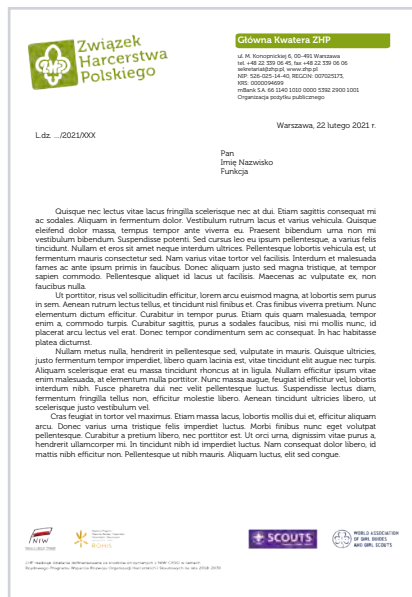 Związek
Harcerstwa
Polskiego
Główna Kwatera ZHP
ul. M. Konopnickiej 6, 00-491 Warszawa
tel. +48 22 339 06 45, fax +48 22 339 06 06
sekretariat@zhp.pl, www.zhp.pl
NIP: 526-025-14-40, REGON: 007025173,
KRS: 0000094699
mBank S.A. 66 1140 1010 0000 5392 2900 1001
Organizacja pożytku publicznego
Warszawa, 22 lutego 2021 r.
L.dz. .../2021/XXX
Pan
Imię Nazwisko
Funkcja
Quisque nec lectus vitae lacus fringilla scelerisque nec at dui. Etiam sagittis consequat mi
ac sodales. Aliquam in fermentum dolor. Vestibulum rutrum lacus et varius vehicula. Quisque
eleifend dolor massa, tempus tempor ante viverra eu. Praesent bibendum urna non mi
vestibulum bibendum. Suspendisse potenti. Sed cursus leo eu ipsum pellentesque, a varius felis
tincidunt. Nullam et eros sit amet neque interdum ultrices. Pellentesque lobortis vehicula est, ut
fermentum mauris consectetur sed. Nam varius vitae tortor vel facilisis. Interdum et malesuada
fames ac ante ipsum primis in faucibus. Donec aliquam justo sed magna tristique, at tempor
sapien commodo. Pellentesque aliquet id lacus ut facilisis. Maecenas ac vulputate ex, non
faucibus nulla.
Ut porttitor, risus vel sollicitudin efficitur, lorem arcu euismod magna, at lobortis sem purus
in sem. Aenean rutrum lectus tellus, et tincidunt nisl finibus et. Cras finibus viverra pretium. Nunc
elementum dictum efficitur. Curabitur in tempor purus. Etiam quis quam malesuada, tempor
enim a, commodo turpis. Curabitur sagittis, purus a sodales faucibus, nisi mi mollis nunc, id
placerat arcu lectus vel erat. Donec tempor condimentum sem ac consequat. In hac habitasse
platea dictumst.
Nullam metus nulla, hendrerit in pellentesque sed, vulputate in mauris. Quisque ultricies,
justo fermentum tempor imperdiet, libero quam lacinia est, vitae tincidunt elit augue nec turpis.
Aliquam scelerisque erat eu massa tincidunt rhoncus at in ligula. Nullam efficitur ipsum vitae
enim malesuada, at elementum nulla porttitor. Nunc massa augue, feugiat id efficitur vel, lobortis
interdum nibh. Fusce pharetra dui nec velit pellentesque luctus. Suspendisse lectus diam,
fermentum fringilla tellus non, efficitur molestie libero. Aenean tincidunt ultricies libero, ut
scelerisque justo vestibulum vel.
Cras feugiat in tortor vel maximus. Etiam massa lacus, lobortis mollis dui et, efficitur aliquam
arcu. Donec varius urna tristique felis imperdiet luctus. Morbi finibus nunc eget volutpat
pellentesque. Curabitur a pretium libero, nec porttitor est. Ut orci urna, dignissim vitae purus a,
hendrerit ullamcorper mi. In tincidunt nibh id imperdiet luctus. Nam consequat dolor libero, id
mattis nibh efficitur non. Pellentesque ut nibh mauris. Aliquam luctus, elit sed congue.
NIW
ROHIS
SCOUTS
WORLD ASSOCIATION
OF GIRL GUIDES
AND GIRL SCOUTS